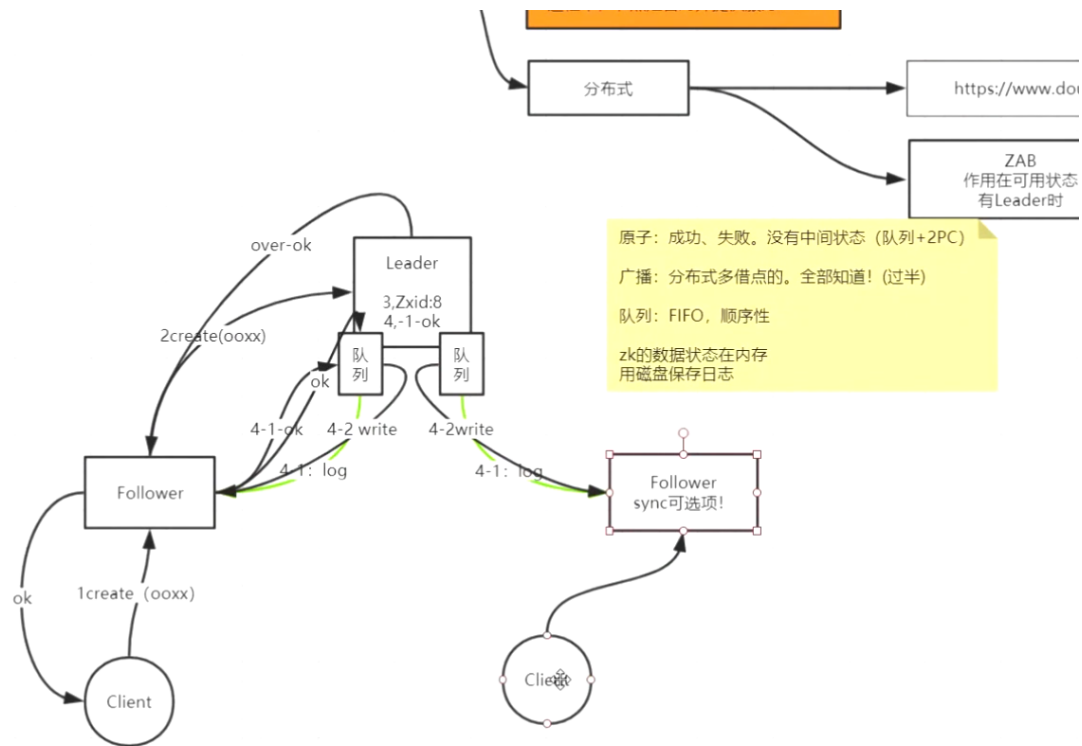 分布式
https://www.dou
ZAB
作用在可用状态
有Leader时
原子：成功、失败。没有中间状态（队列+2PC）
广播：分布式多借点的。全部知道！(过半)
队列：FIFO，顺序性
zk的数据状态在内存
用磁盘保存日志
over-ok
Leader
3,Zxid:8
4,-1-ok
2create(ooxx)
队列
队列
ok
4-1-ok
4-2 write
4-2write
4-1：log
4-1：log
Follower
Follower
sync可选项！
ok
1create（ooxx）
Client
Client